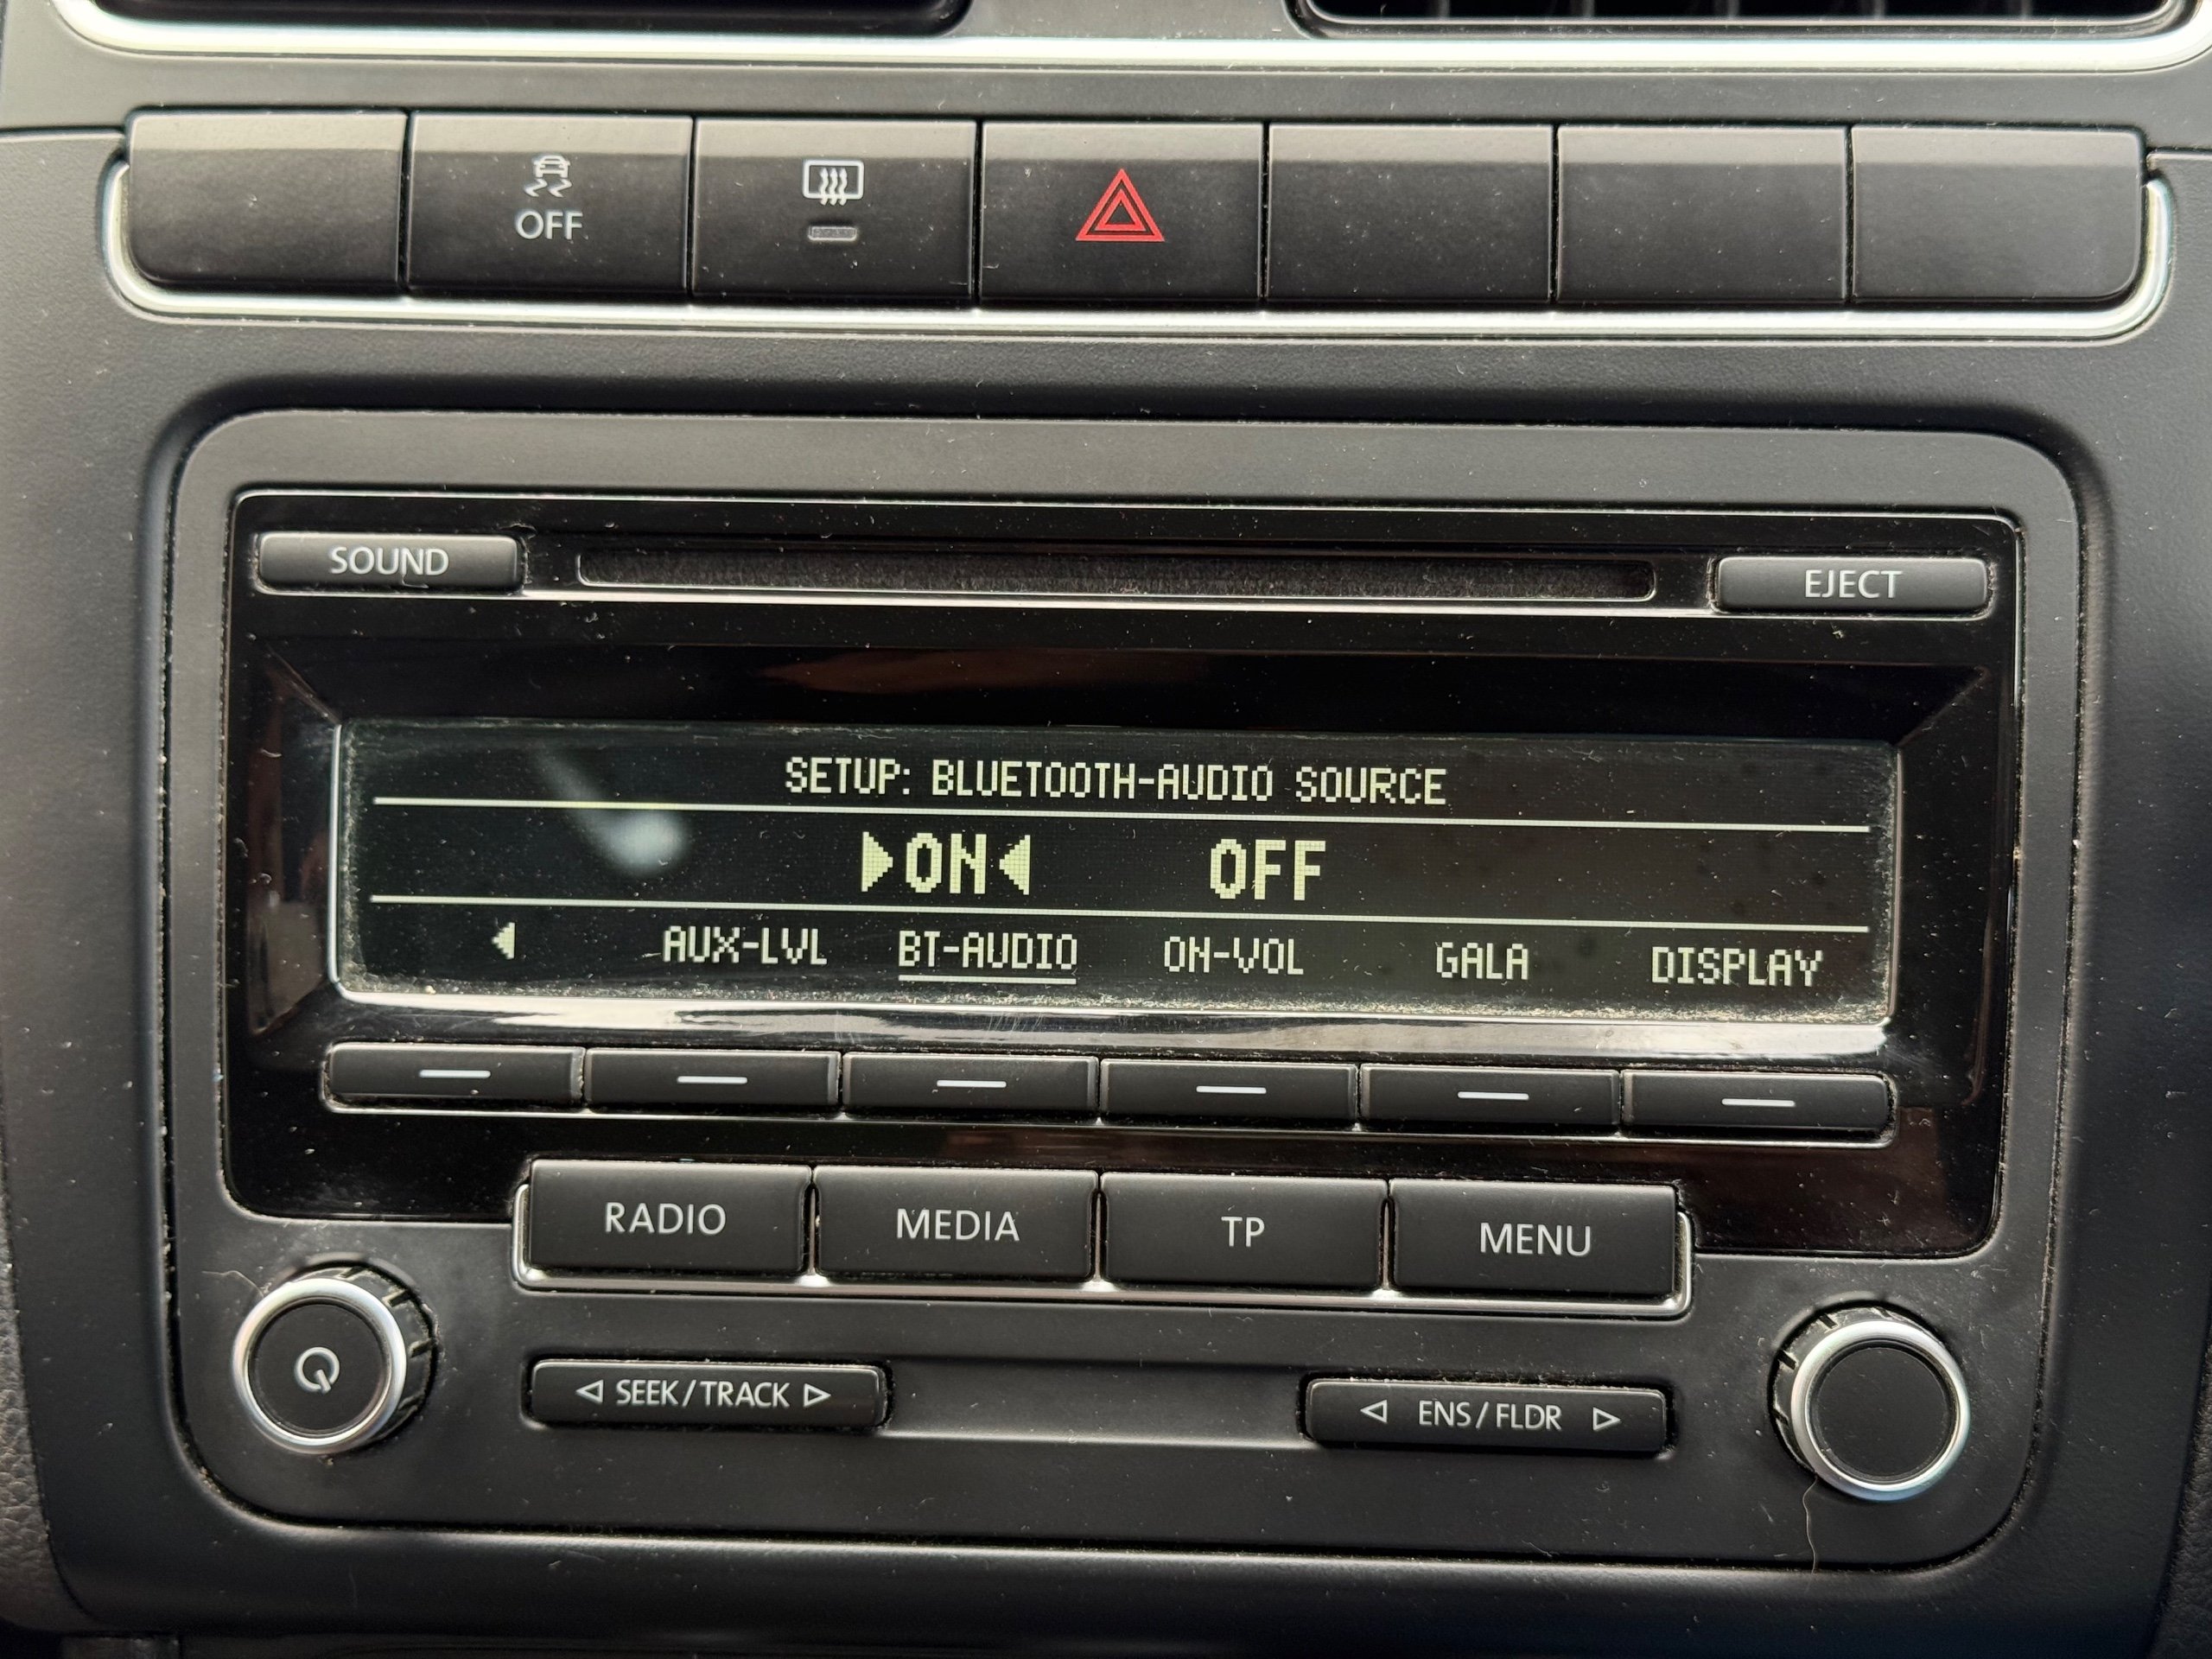 OFF
SOUND
EJECT
SETUP: BLUETOOTH-AUDIO SOURCE
ON OFF
AUX-LVL BT-AUDIO ON-VOL GALA DISPLAY
RADIO MEDIA TP MENU
SEEK/TRACK
ENS/FLDR